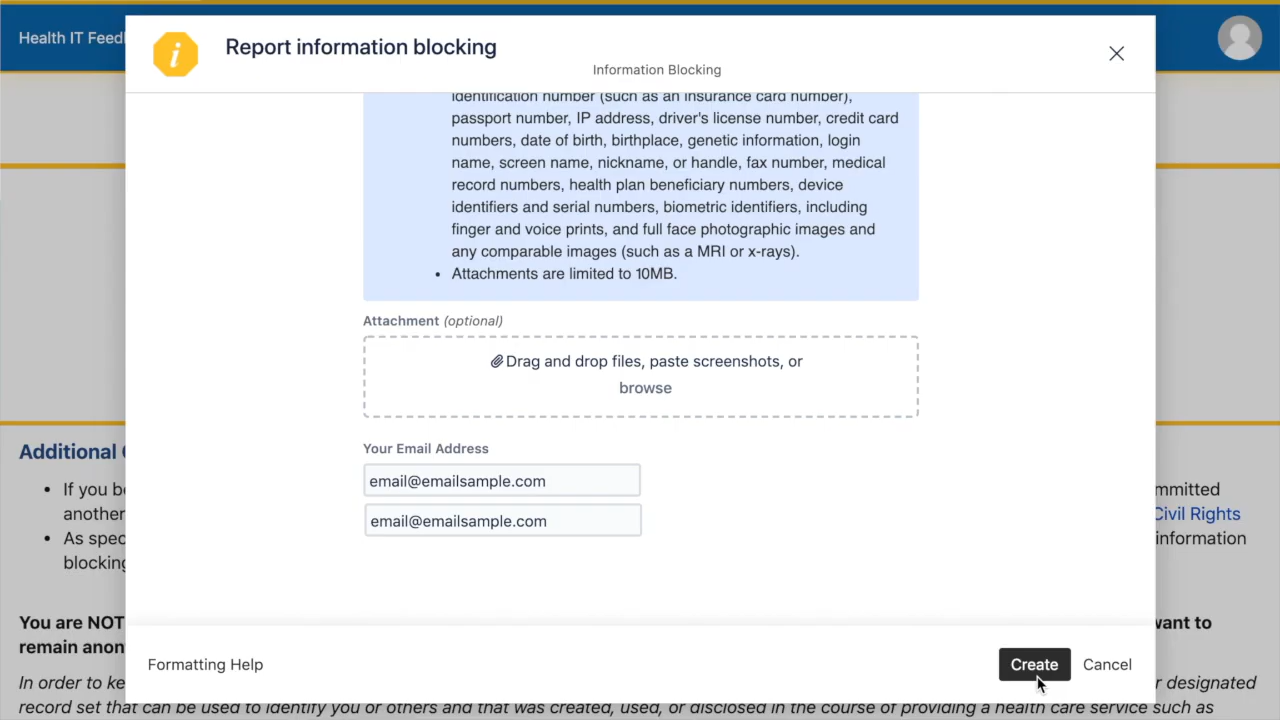 Health IT Feedb
i
Report information blocking
Information Blocking
identification number (such as an insurance card number),
passport number, IP address, driver's license number, credit card
numbers, date of birth, birthplace, genetic information, login
name, screen name, nickname, or handle, fax number, medical
record numbers, health plan beneficiary numbers, device
identifiers and serial numbers, biometric identifiers, including
finger and voice prints, and full face photographic images and
any comparable images (such as a MRI or x-rays).
• Attachments are limited to 10MB.
Attachment (optional)
Drag and drop files, paste screenshots, or
browse
Your Email Address
email@emailsample.com
email@emailsample.com
Additional
• If you be mmitted
another Civil Rights
• As spec information
blocking
You are NOT want to
remain anon
Formatting Help Create Cancel
In order to ke r designated
record set that can be used to identify you or others and that was created, used, or disclosed in the course of providing a health care service such as